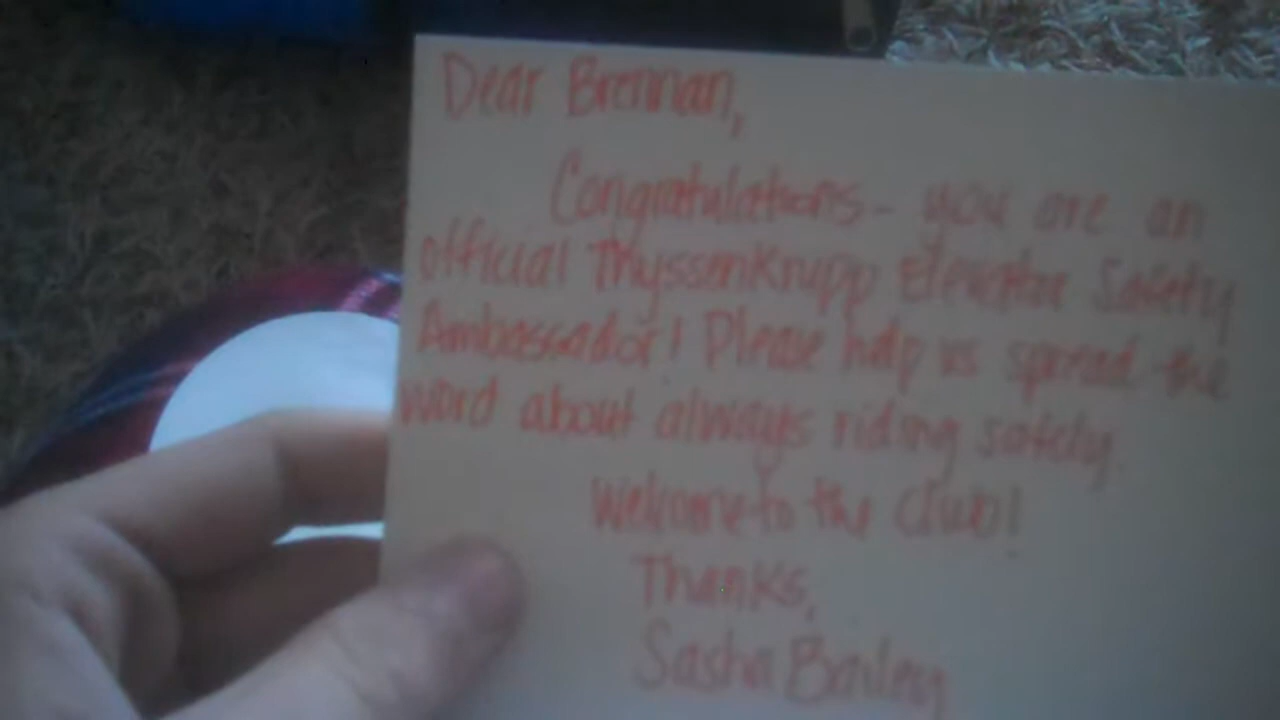 Dear Brennan,
Congratulations - you are an
official ThyssenKrupp Elevator Safety
Ambassador! Please help us spread the
word about always riding safely.
Welcome to the club!
Thanks,
Sasha Bailey